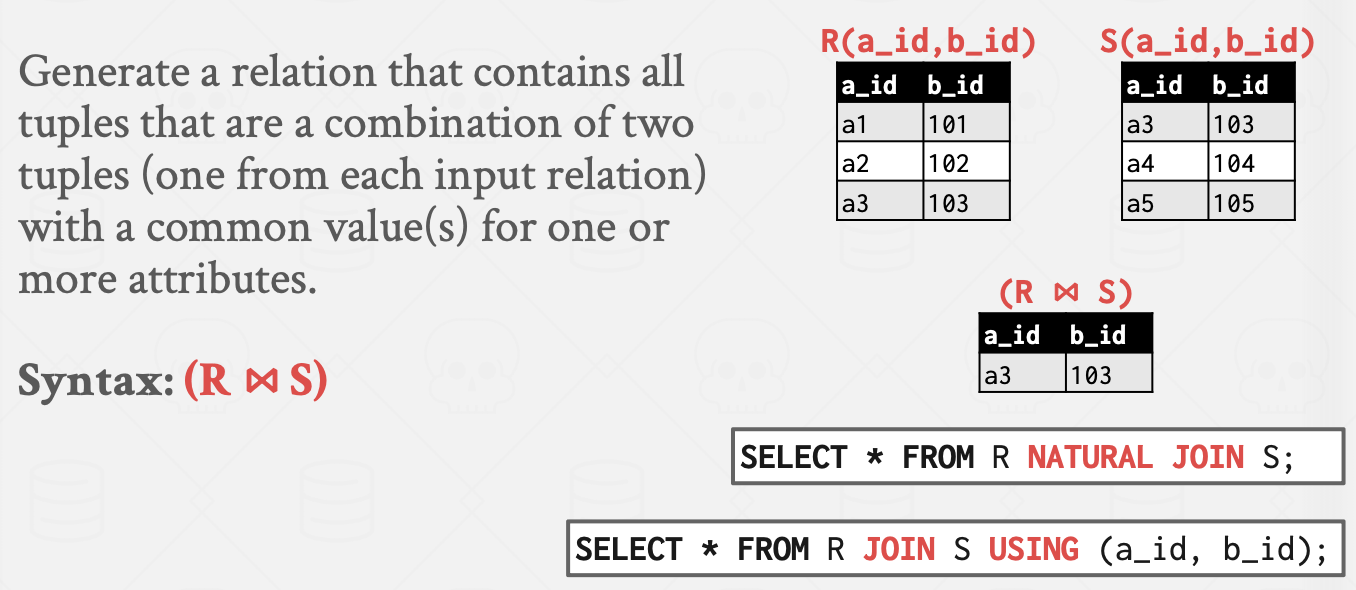 Generate a relation that contains all
tuples that are a combination of two
tuples (one from each input relation)
with a common value(s) for one or
more attributes.
Syntax: (R ⋈ S)
R(a_id,b_id)
a_id b_id
a1 101
a2 102
a3 103
S(a_id,b_id)
a_id b_id
a3 103
a4 104
a5 105
(R ⋈ S)
a_id b_id
a3 103
SELECT * FROM R NATURAL JOIN S;
SELECT * FROM R JOIN S USING (a_id, b_id);